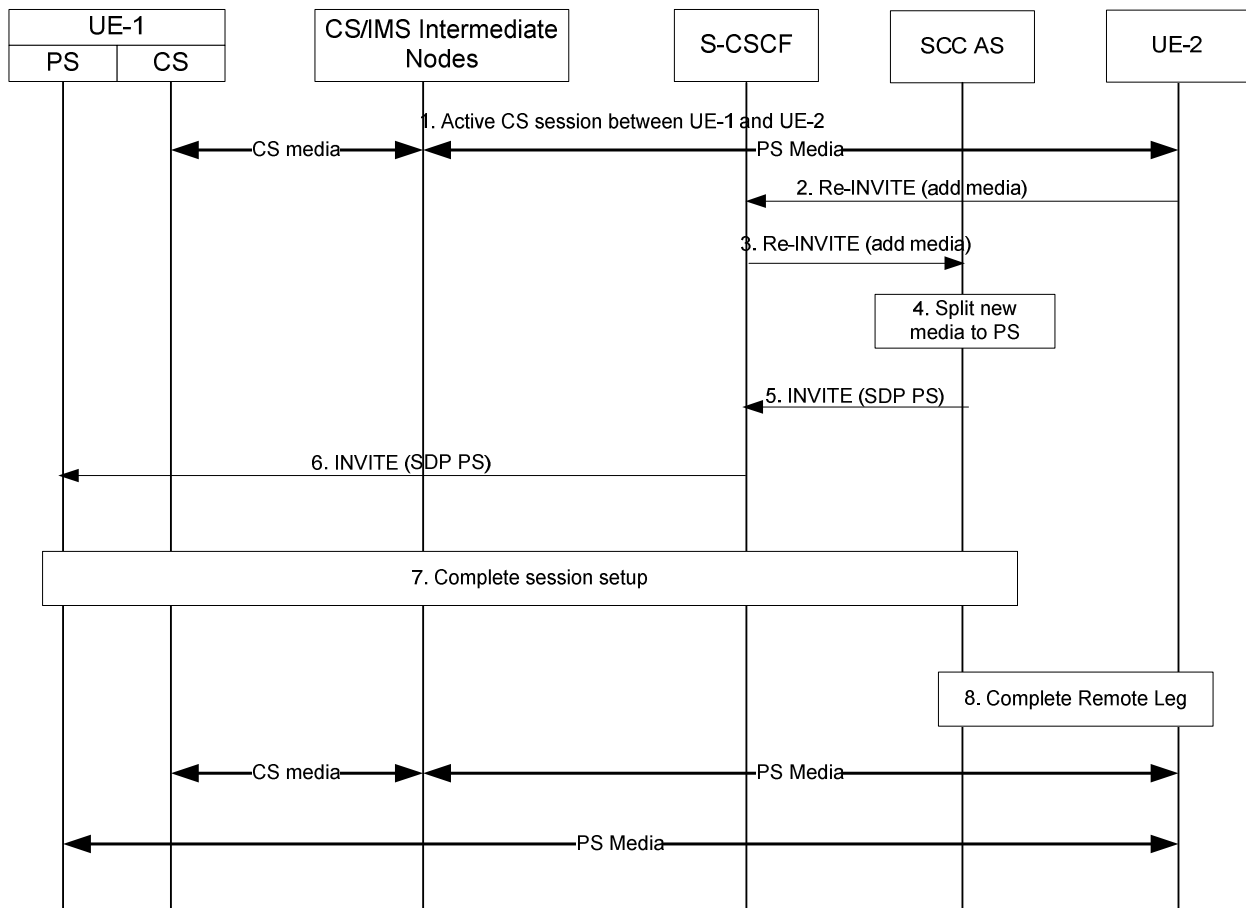 UE-1
PS
CS
CS/IMS Intermediate
Nodes
S-CSCF
SCC AS
UE-2
1. Active CS session between UE-1 and UE-2
CS media
PS Media
2. Re-INVITE (add media)
3. Re-INVITE (add media)
4. Split new
media to PS
5. INVITE (SDP PS)
6. INVITE (SDP PS)
7. Complete session setup
8. Complete Remote Leg
CS media
PS Media
PS Media